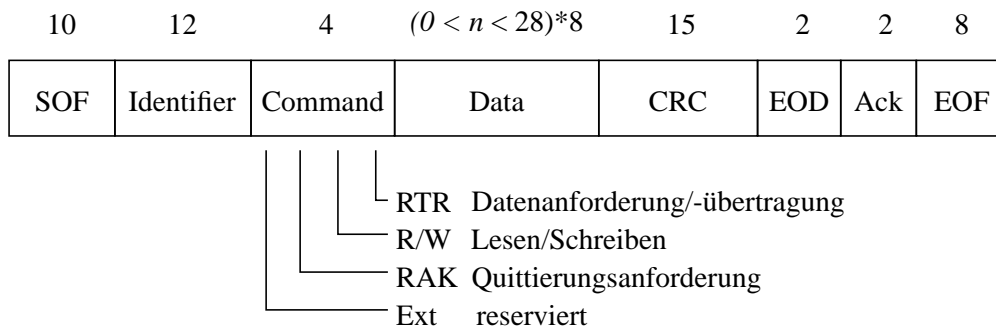 10 12 4 (0 < n < 28)*8 15 2 2 8
SOF Identifier Command Data CRC EOD Ack EOF
RTR Datenanforderung/-übertragung
R/W Lesen/Schreiben
RAK Quittierungsanforderung
Ext reserviert